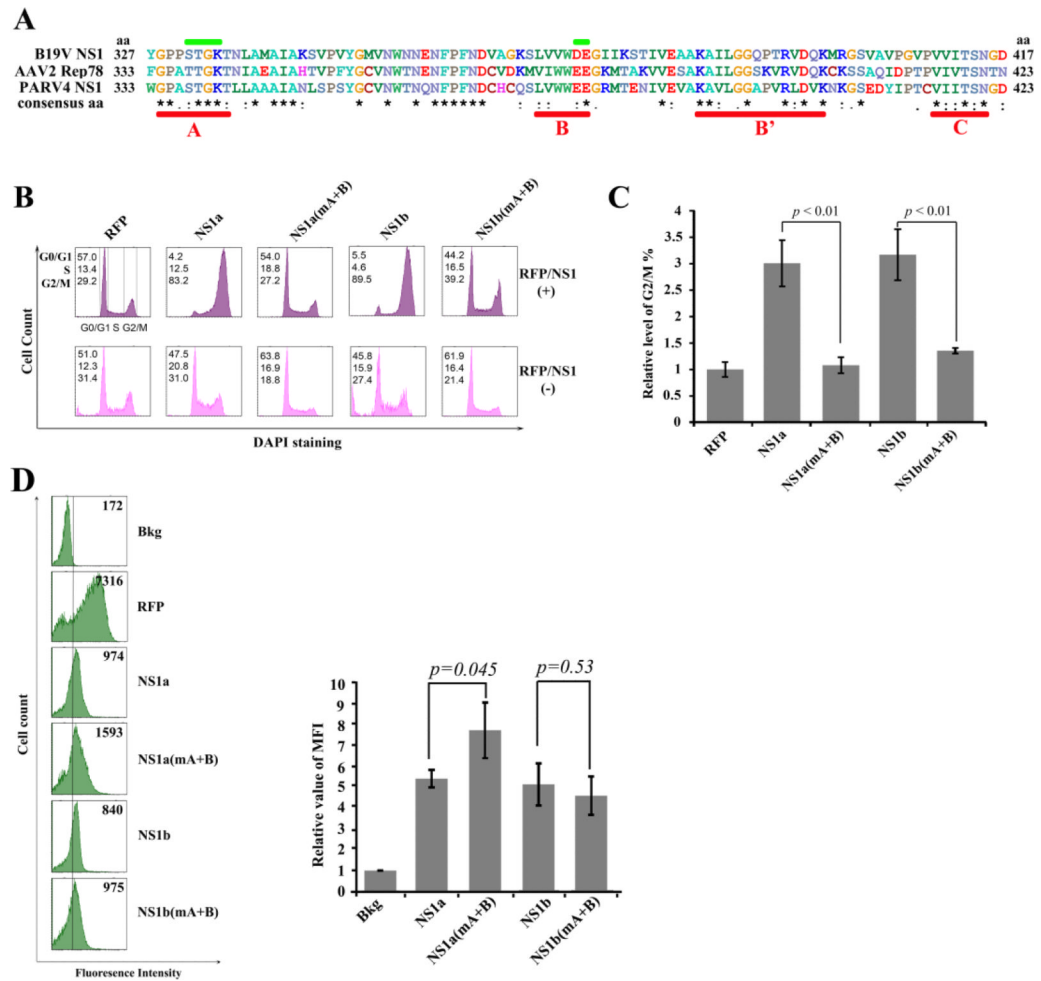 A
aa aa
B19V NS1 327 YGPPSTGKTNLAMAIAKSVPVYGMVNWNNENFPFNDVAGKSLVVWDEGIIKSTIVEAAKAILGGQPTRVDQKMRGSVAVPGVPVVITSNGD 417
AAV2 Rep78 333 FGPATTGKTNIAEAIAHTVPFYGCVNWTNENFPFNDCVDKMVIWWEEGKMTAKVVESAKAILGGSKVRVDQKCKSSAQIDPTPVIVTSNTN 423
PARV4 NS1 333 WGPASTGKTLLAAAIANLSPSYGCVNWTNQNFPFNDCHCQSLVVWEEGRMTENIVEVAKAVLGGAPVRLDVKNKGSEDYIPTCVIITSNTD 423
consensus aa
A B B' C
B
RFP NS1a NS1a(mA+B) NS1b NS1b(mA+B)
G0/G1 57.0 4.2 54.0 5.5 44.2
S 13.4 12.5 18.8 4.6 16.5
G2/M 29.2 83.2 27.2 89.5 39.2
RFP/NS1
(+)
G0/G1 S G2/M
51.0 47.5 63.8 45.8 61.9
12.3 20.8 16.9 15.9 16.4
31.4 31.0 18.8 27.4 21.4
RFP/NS1
(-)
Cell Count
DAPI staining
C
p < 0.01 p < 0.01
Relative level of G2/M %
4
3.5
3
2.5
2
1.5
1
0.5
0
RFP NS1a NS1a(mA+B) NS1b NS1b(mA+B)
D
172 Bkg
7316 RFP
974 NS1a
1593 NS1a(mA+B)
840 NS1b
975 NS1b(mA+B)
Cell count
Fluoresence Intensity
p=0.045 p=0.53
Relative value of MFI
10
9
8
7
6
5
4
3
2
1
0
Bkg NS1a NS1a(mA+B) NS1b NS1b(mA+B)